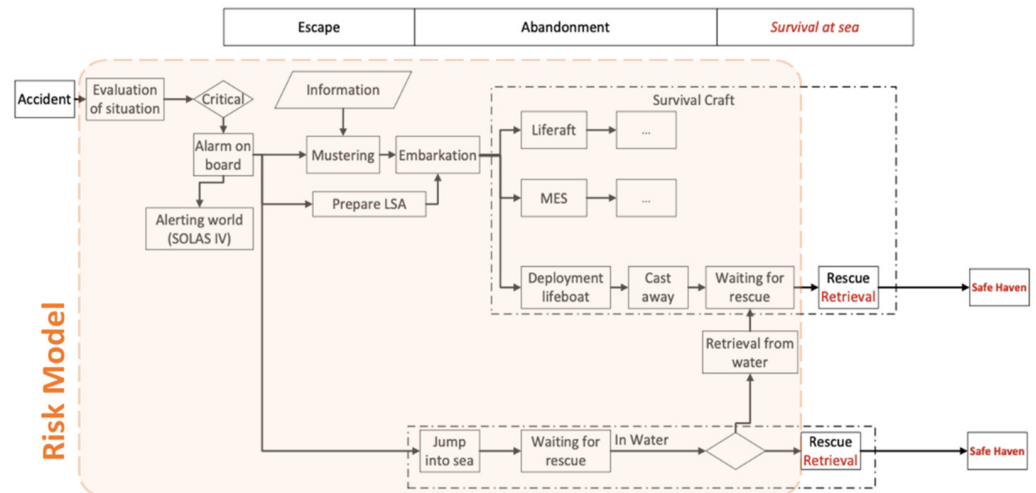 Escape
Abandonment
Survival at sea
Accident
Evaluation
of situation
Critical
Information
Survival Craft
Liferaft
...
Alarm on
board
Mustering
Embarkation
Prepare LSA
MES
...
Alerting world
(SOLAS IV)
Deployment
lifeboat
Cast
away
Waiting for
rescue
Rescue
Retrieval
Safe Haven
Retrieval from
water
Risk Model
Jump
into sea
Waiting for
rescue
In Water
Rescue
Retrieval
Safe Haven